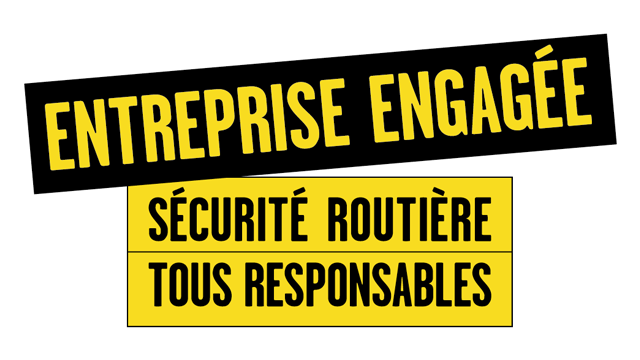 ENTREPRISE ENGAGÉE
SÉCURITÉ ROUTIÈRE
TOUS RESPONSABLES